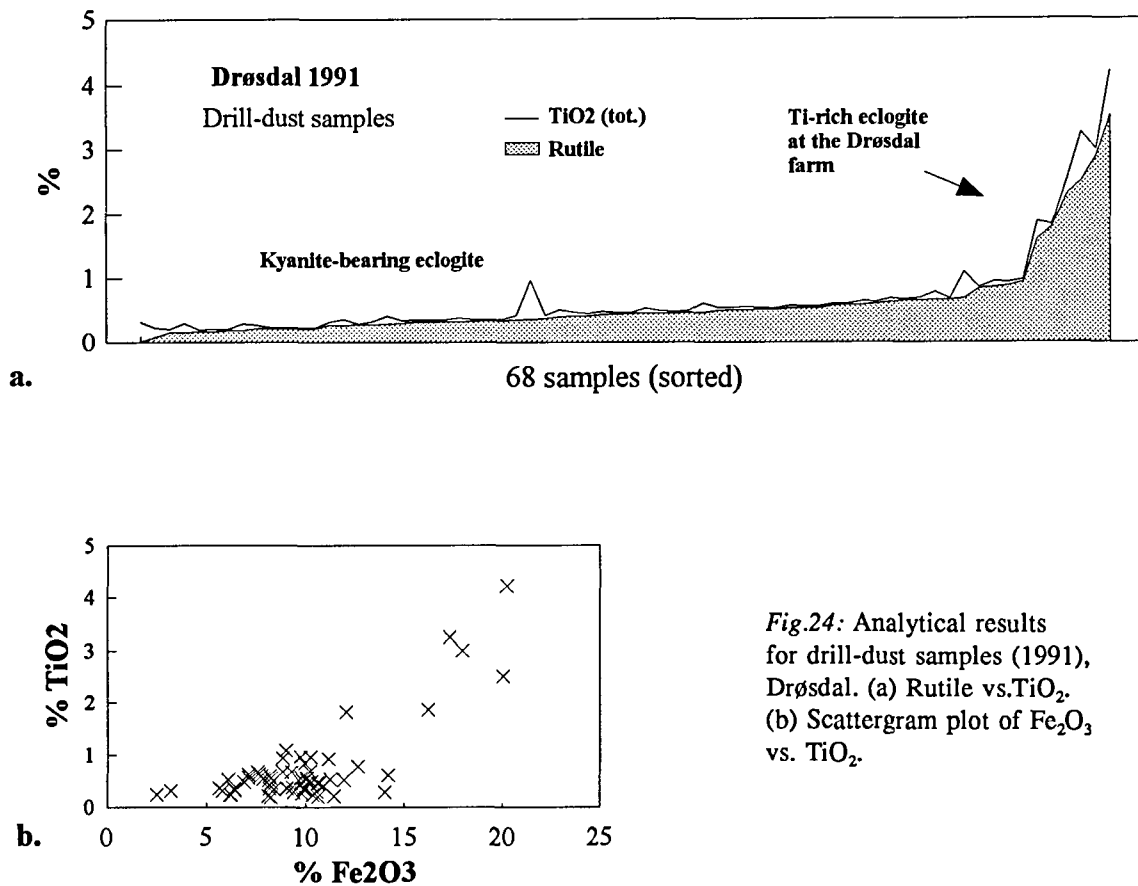 5
4
3
2
1
0
%
Drøsdal 1991
Drill-dust samples
TiO2 (tot.)
Rutile
Ti-rich eclogite
at the Drøsdal
farm
Kyanite-bearing eclogite
a.
68 samples (sorted)
5
4
3
2
1
0
% TiO2
0 5 10 15 20 25
b.
% Fe2O3
Fig.24: Analytical results
for drill-dust samples (1991),
Drøsdal. (a) Rutile vs.TiO₂.
(b) Scattergram plot of Fe₂O₃
vs. TiO₂.